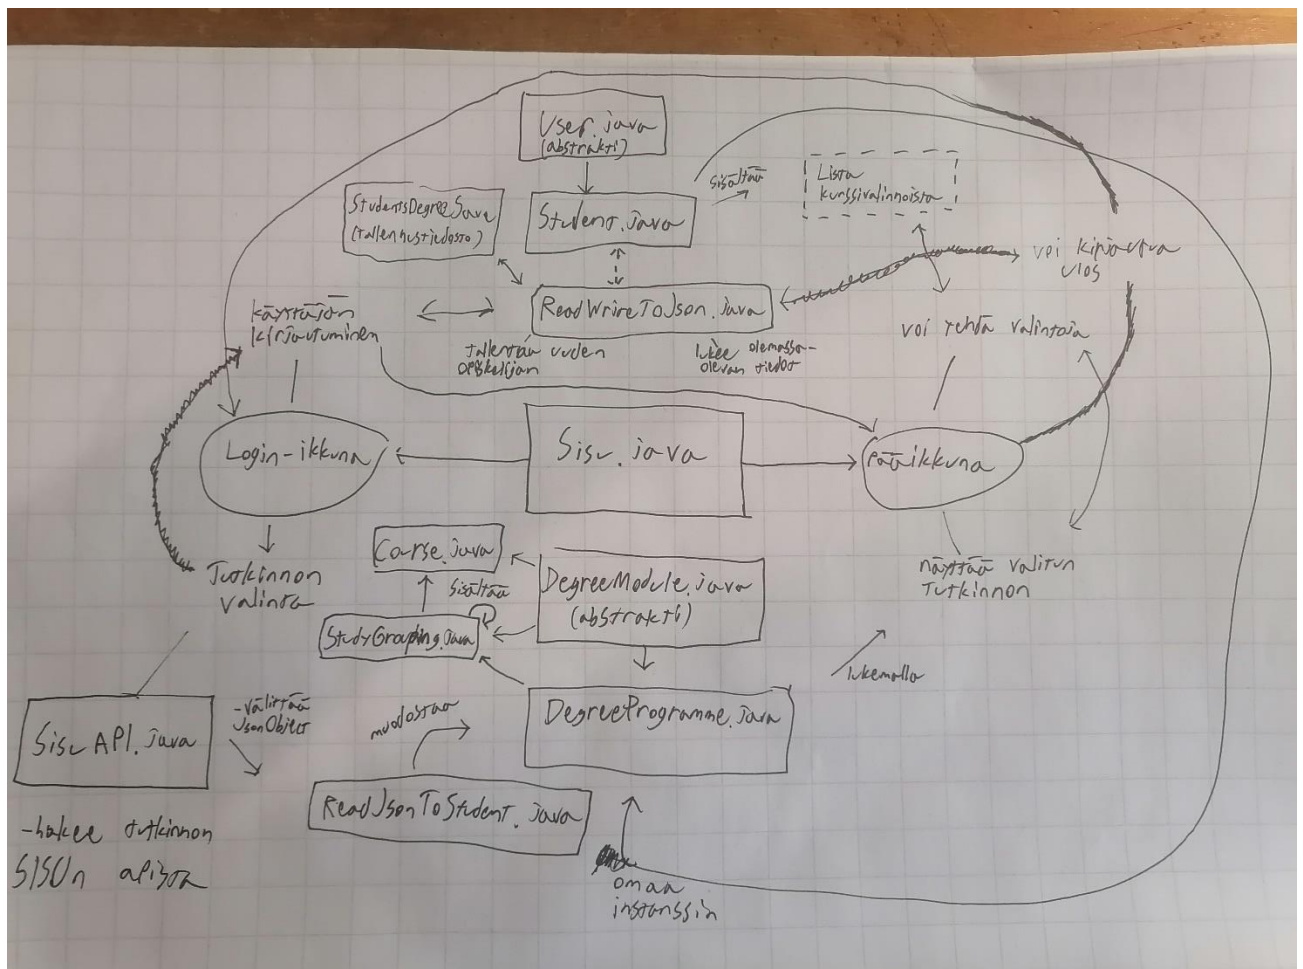 User.java
(abstrakti)
StudentsDegreeSave
(tallennustiedosto)
Student.java
sisältää
Lista
kurssivalinnoista
voi kirjautua
ulos
ReadWriteToJson.java
käyttäjän
kirjautuminen
tallentaa uuden
opiskelijan
lukee olemassa-
olevan tiedot
voi tehdä valintoja
Login-ikkuna
Sisu.java
pääikkuna
Tutkinnon
valinta
Course.java
sisältää
DegreeModule.java
(abstrakti)
StudyGrouping.java
näyttää valitun
Tutkinnon
lukemalla
SisuAPI.java
-välittää
JsonObject
muodostaa
DegreeProgramme.java
ReadJsonToStudent.java
-hakee tutkinnon
SISUn apista
omaa
instanssin